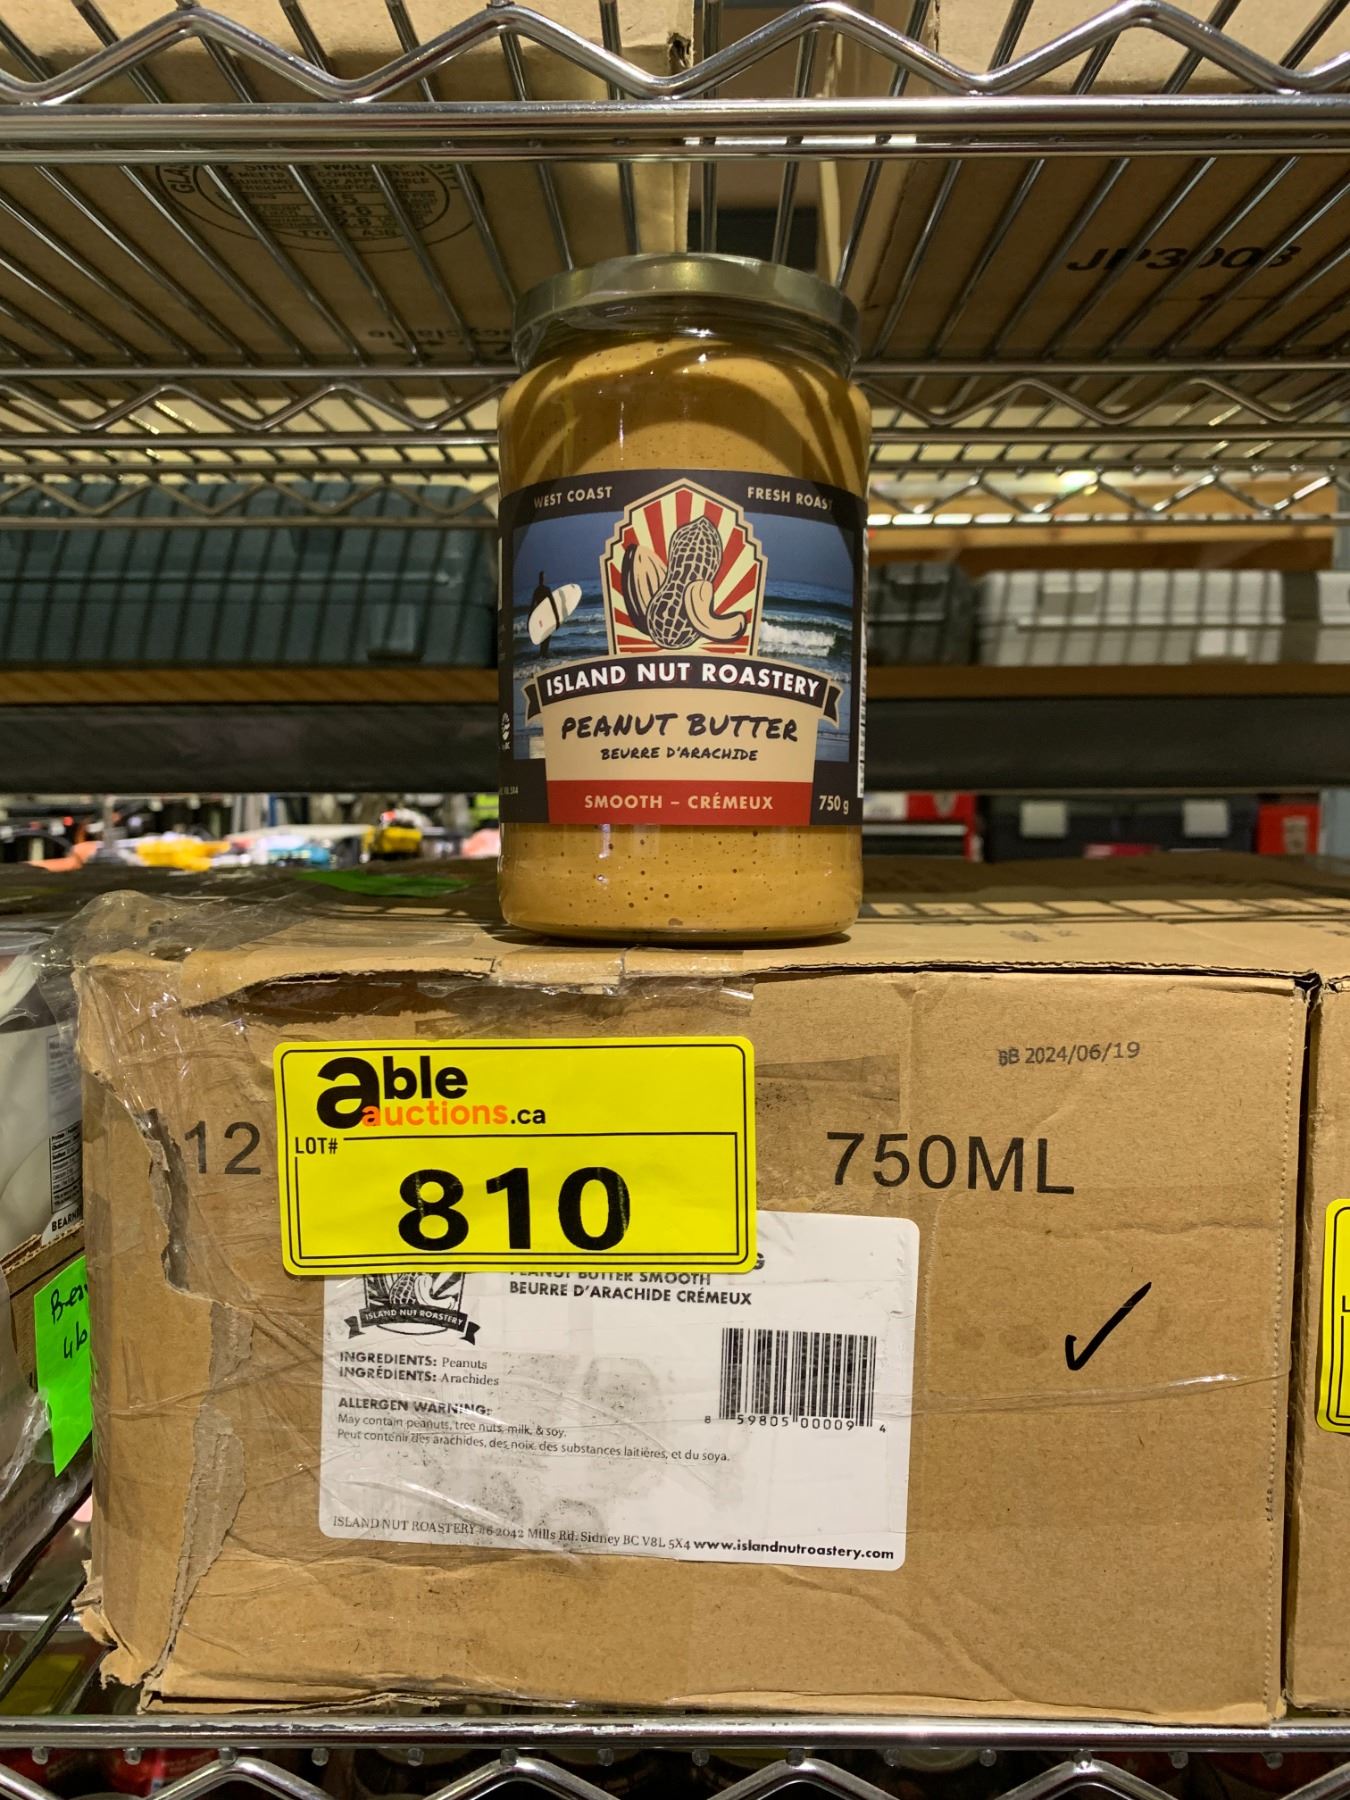 JP3003
WEST COAST
FRESH ROAST
ISLAND NUT ROASTERY
PEANUT BUTTER
BEURRE D'ARACHIDE
SMOOTH – CRÉMEUX
750 g
BB 2024/06/19
able
auctions.ca
12
LOT#
810
750ML
PEANUT BUTTER SMOOTH
BEURRE D'ARACHIDE CRÉMEUX
ISLAND NUT ROASTERY
INGREDIENTS: Peanuts
INGRÉDIENTS: Arachides
ALLERGEN WARNING:
May contain peanuts, tree nuts, milk, & soy.
Peut contenir des arachides, des noix, des substances laitières, et du soya.
8 59805 00009 4
ISLAND NUT ROASTERY #6-2042 Mills Rd. Sidney BC V8L 5X4 www.islandnutroastery.com